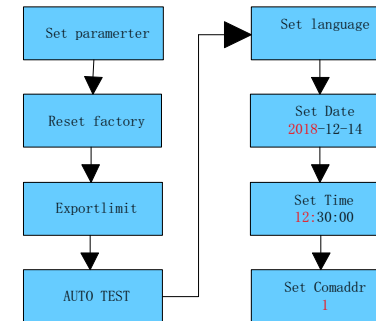 Set paramerter
Reset factory
Exportlimit
AUTO TEST
Set language
Set Date
2018-12-14
Set Time
12:30:00
Set Comaddr
1